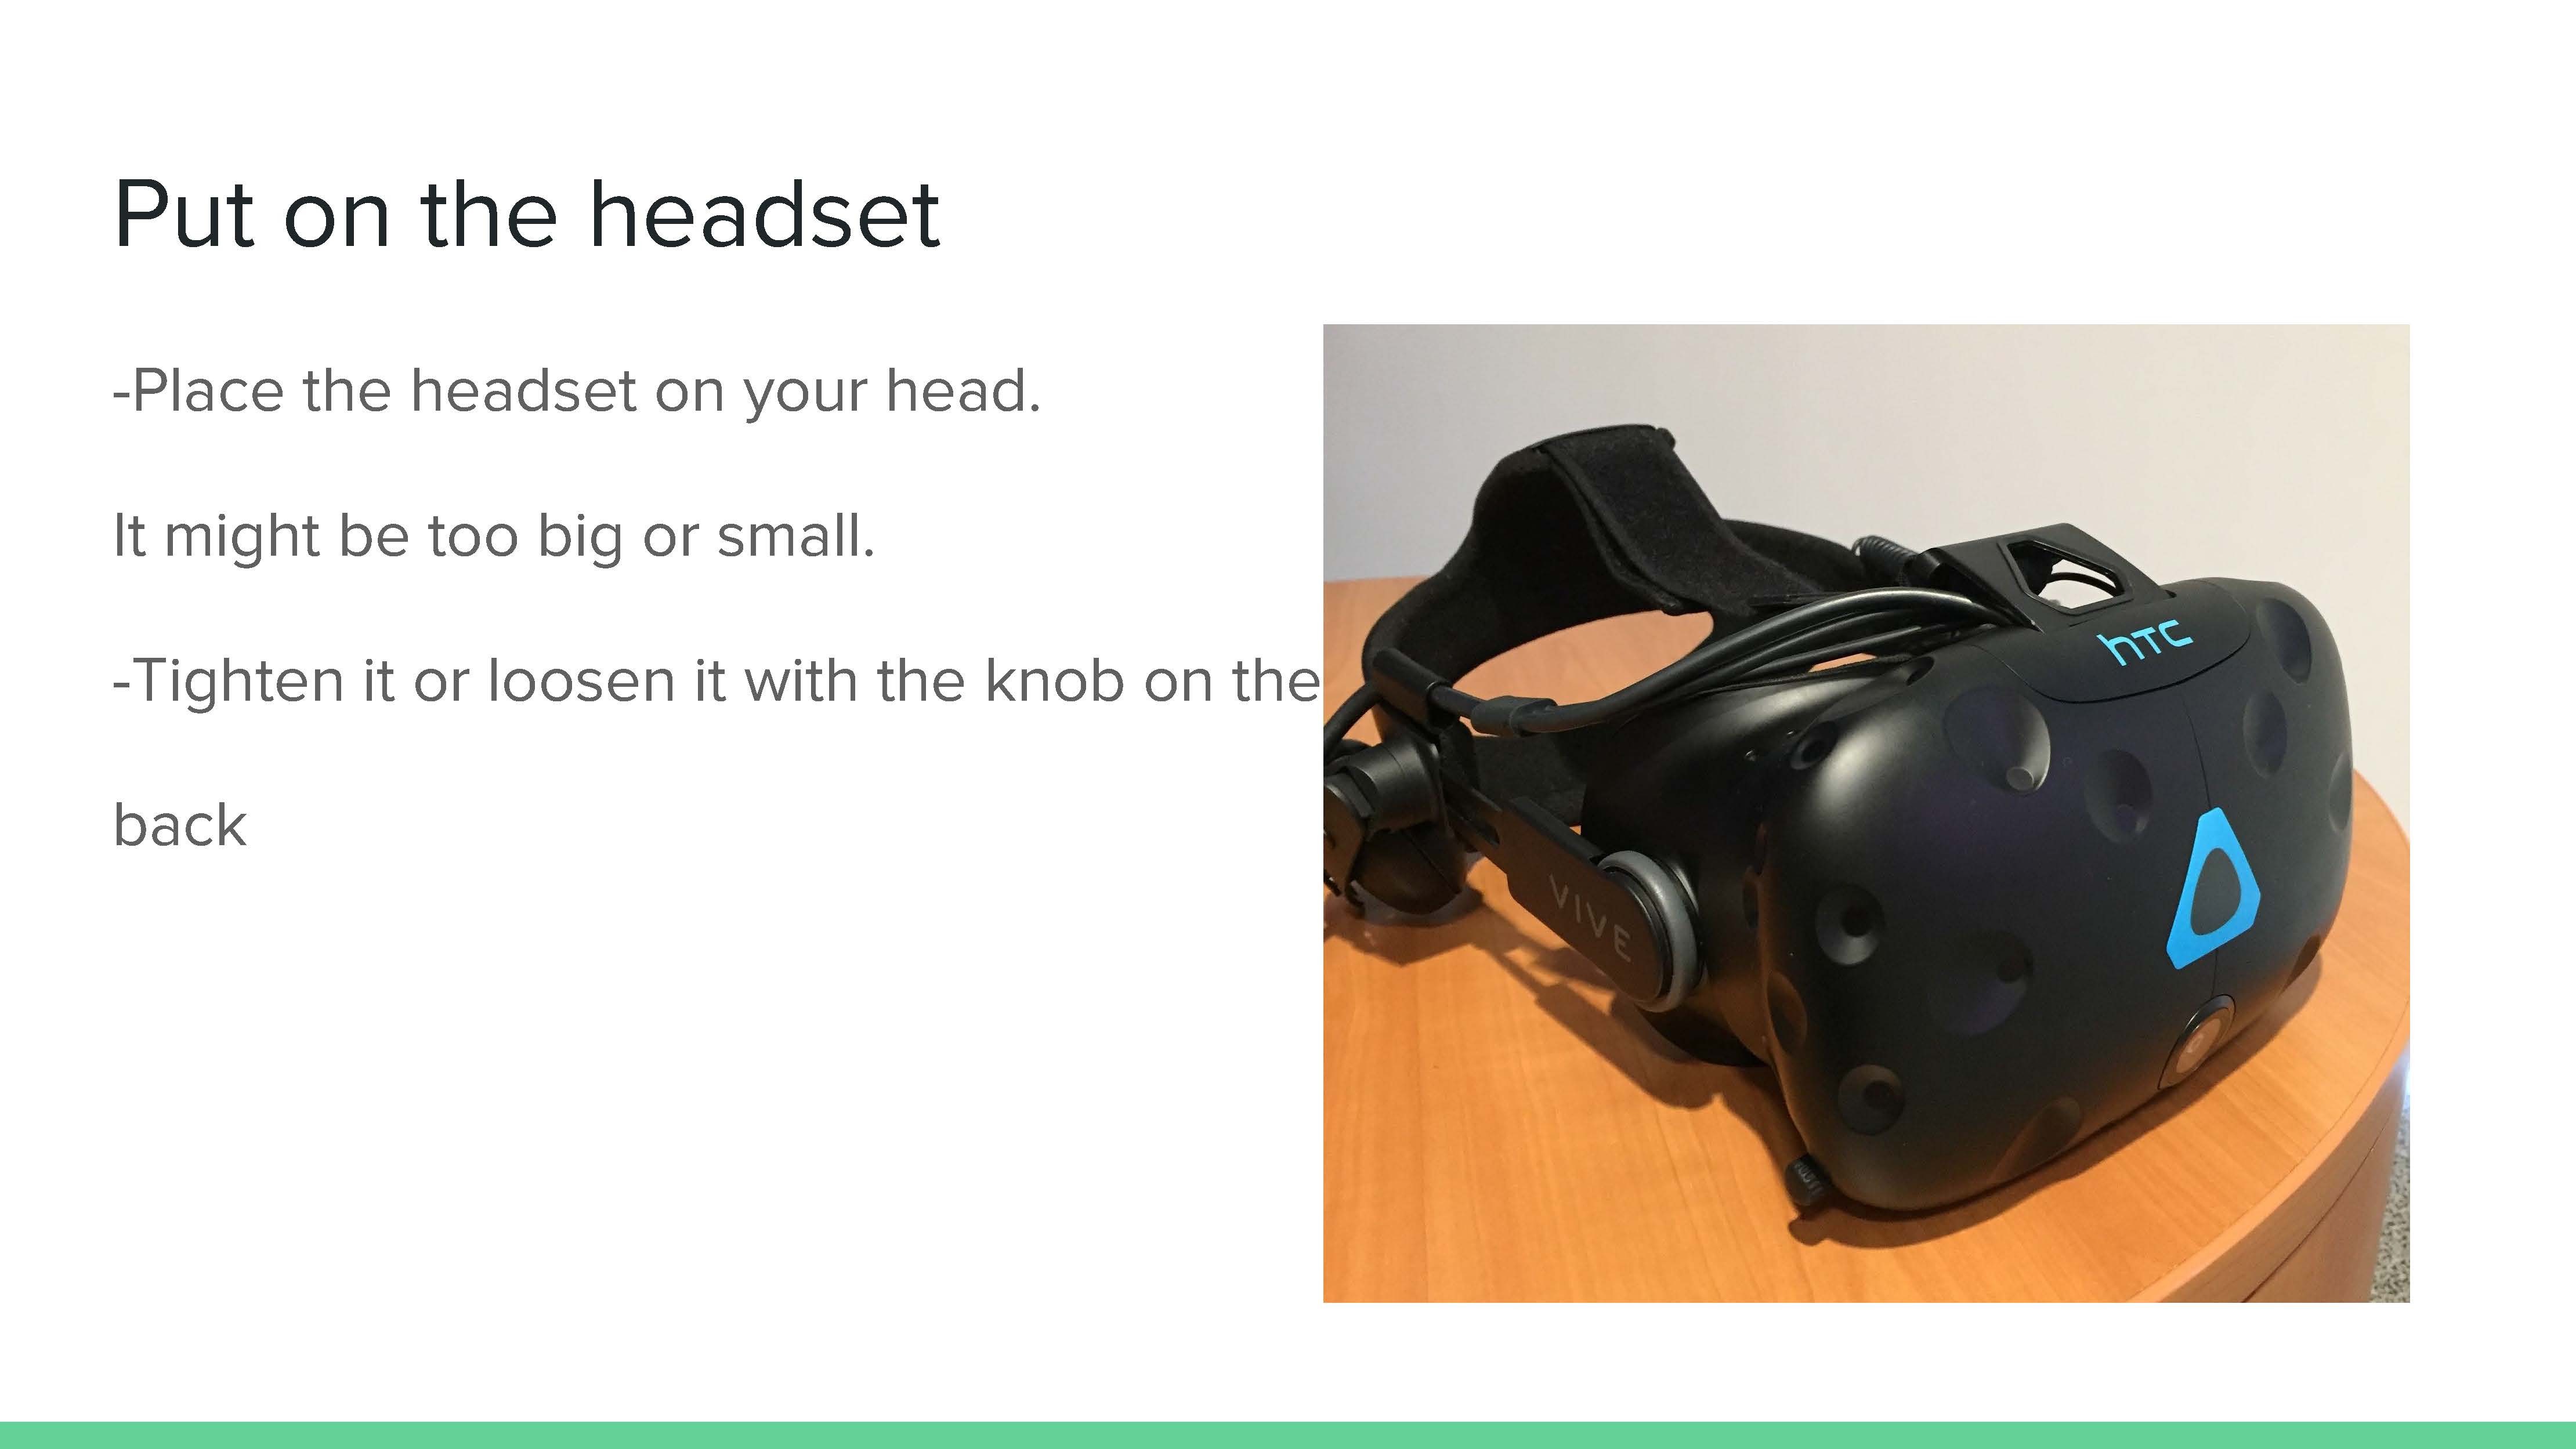 Put on the headset
-Place the headset on your head.
It might be too big or small.
-Tighten it or loosen it with the knob on the
back
hTC
VIVE